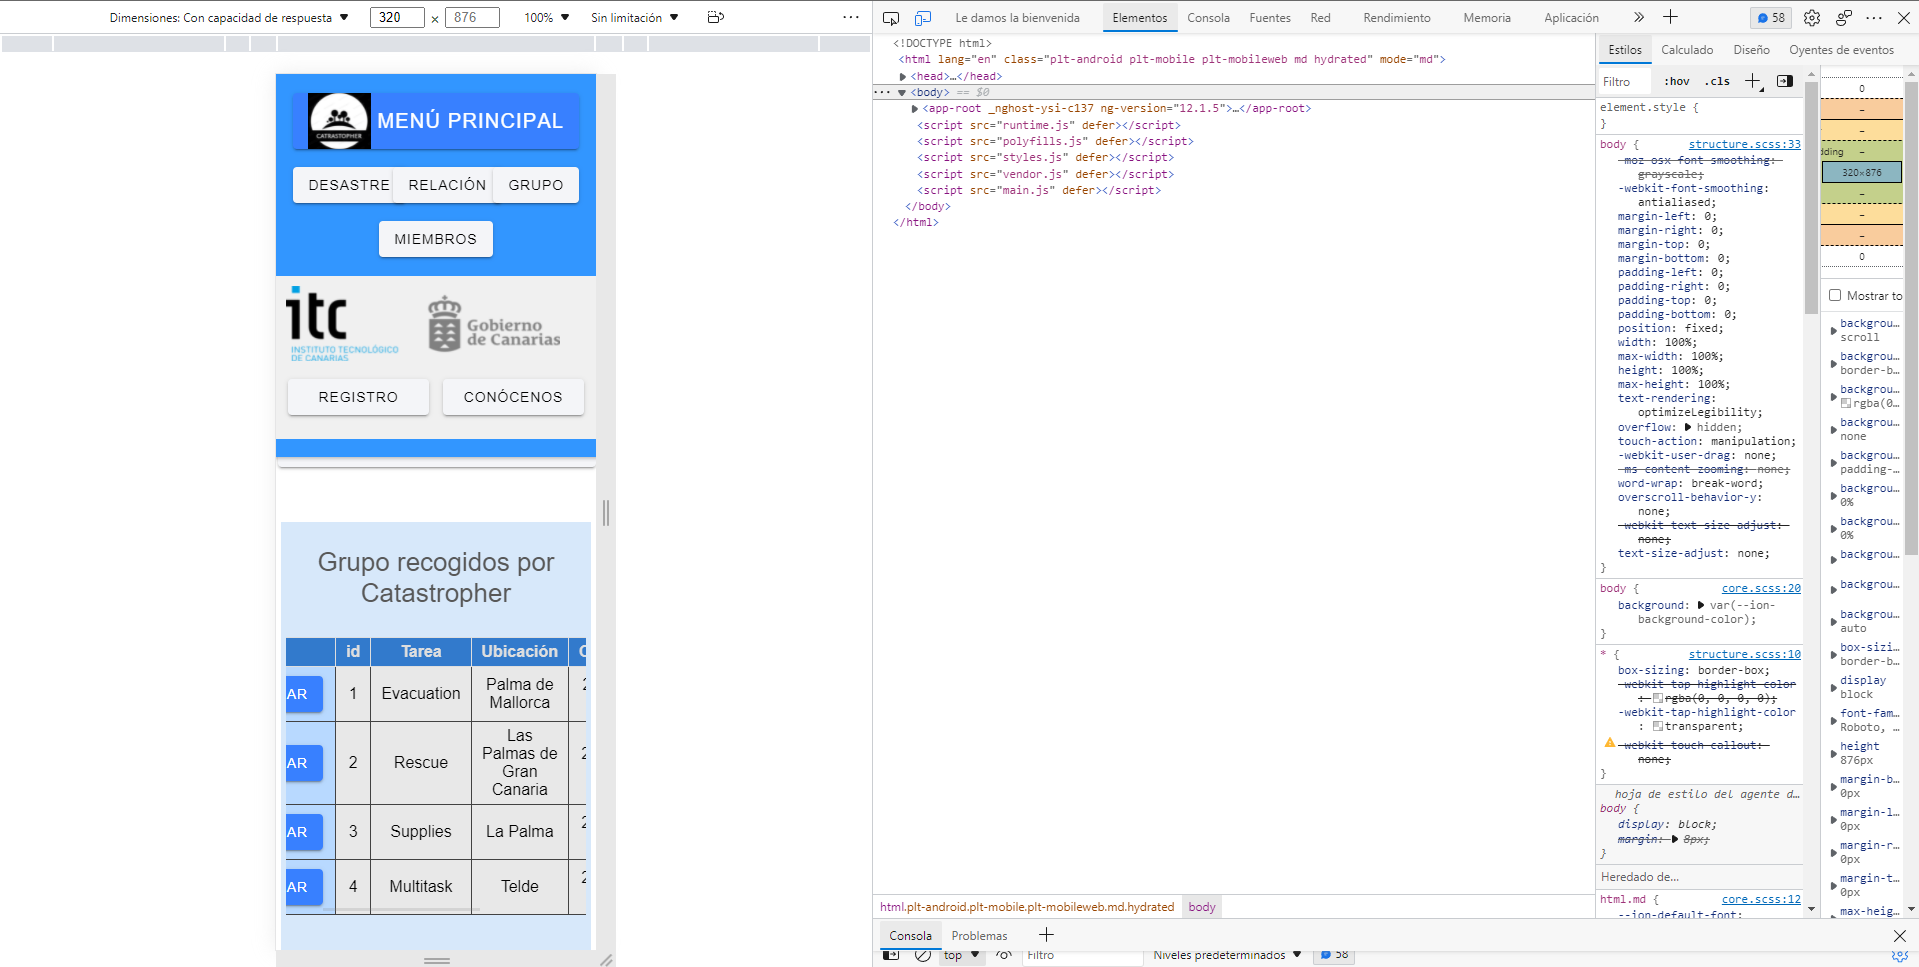 Dimensiones: Con capacidad de respuesta ▼ 320 × 876 100% ▼ Sin limitación ▼
Le damos la bienvenida Elementos Consola Fuentes Red Rendimiento Memoria Aplicación 58
CATRASTOPHER
MENÚ PRINCIPAL
DESASTRE RELACIÓN GRUPO
MIEMBROS
itc
INSTITUTO TECNOLÓGICO
DE CANARIAS
Gobierno
de Canarias
REGISTRO CONÓCENOS
Grupo recogidos por
Catastropher
id Tarea Ubicación
AR 1 Evacuation Palma de
Mallorca
AR 2 Rescue Las
Palmas de
Gran
Canaria
AR 3 Supplies La Palma
AR 4 Multitask Telde
<!DOCTYPE html>
<html lang="en" class="plt-android plt-mobile plt-mobileweb md hydrated" mode="md">
<head>…</head>
<body> == $0
<app-root _nghost-ysi-c137 ng-version="12.1.5">…</app-root>
<script src="runtime.js" defer></script>
<script src="polyfills.js" defer></script>
<script src="styles.js" defer></script>
<script src="vendor.js" defer></script>
<script src="main.js" defer></script>
</body>
</html>
html.plt-android.plt-mobile.plt-mobileweb.md.hydrated body
Estilos Calculado Diseño Oyentes de eventos
Filtro :hov .cls
element.style {
}
body { structure.scss:33
-moz-osx-font-smoothing:
grayscale;
-webkit-font-smoothing:
antialiased;
margin-left: 0;
margin-right: 0;
margin-top: 0;
margin-bottom: 0;
padding-left: 0;
padding-right: 0;
padding-top: 0;
padding-bottom: 0;
position: fixed;
width: 100%;
max-width: 100%;
height: 100%;
max-height: 100%;
text-rendering:
optimizeLegibility;
overflow: hidden;
touch-action: manipulation;
-webkit-user-drag: none;
-ms-content-zooming: none;
word-wrap: break-word;
overscroll-behavior-y:
none;
-webkit-text-size-adjust:
none;
text-size-adjust: none;
}
body { core.scss:20
background: var(--ion-
background-color);
}
* { structure.scss:10
box-sizing: border-box;
-webkit-tap-highlight-color
: rgba(0, 0, 0, 0);
-webkit-tap-highlight-color
: transparent;
-webkit-touch-callout:
none;
}
hoja de estilo del agente d…
body {
display: block;
margin: 8px;
}
Heredado de…
html.md { core.scss:12
--ion-default-font:
0
–
–
dding –
320×876
–
–
–
0
Mostrar to
backgrou…
scroll
backgrou…
border-b…
backgrou…
rgba(0…
backgrou…
none
backgrou…
padding-…
backgrou…
0%
backgrou…
0%
backgrou…
backgrou…
backgrou…
auto
box-sizi…
border-b…
display
block
font-fam…
Roboto, …
height
876px
margin-b…
0px
margin-l…
0px
margin-r…
0px
margin-t…
0px
max-heig…
Consola Problemas
top ▼ Filtro Niveles predeterminados ▼ 58